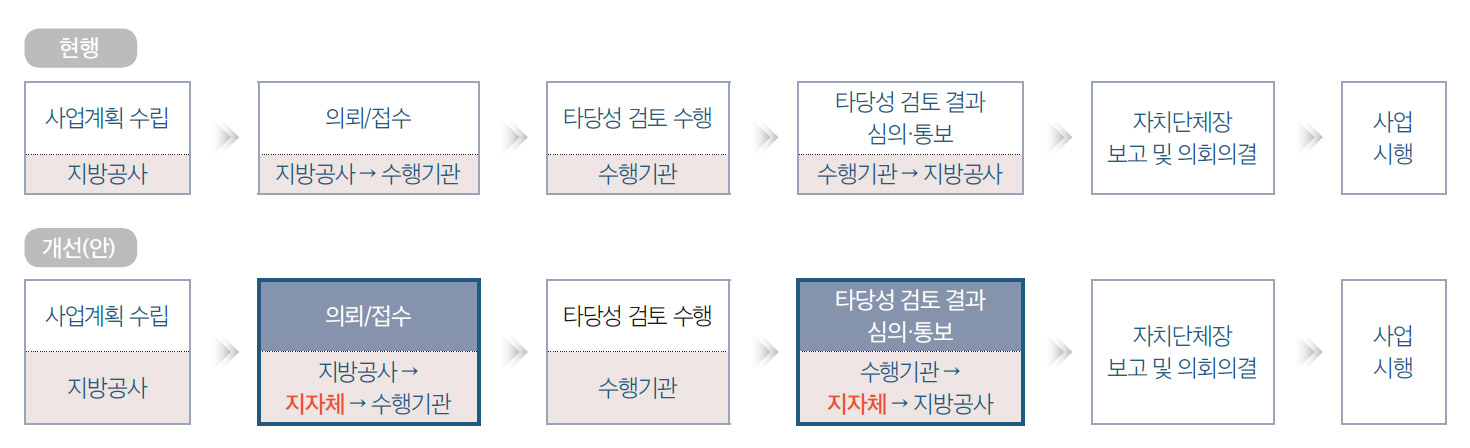 현행
사업계획 수립
지방공사
의뢰/접수
지방공사 → 수행기관
타당성 검토 수행
수행기관
타당성 검토 결과
심의·통보
수행기관 → 지방공사
자치단체장
보고 및 의회의결
사업
시행
개선(안)
사업계획 수립
지방공사
의뢰/접수
지방공사 →
지자체 → 수행기관
타당성 검토 수행
수행기관
타당성 검토 결과
심의·통보
수행기관 →
지자체 → 지방공사
자치단체장
보고 및 의회의결
사업
시행